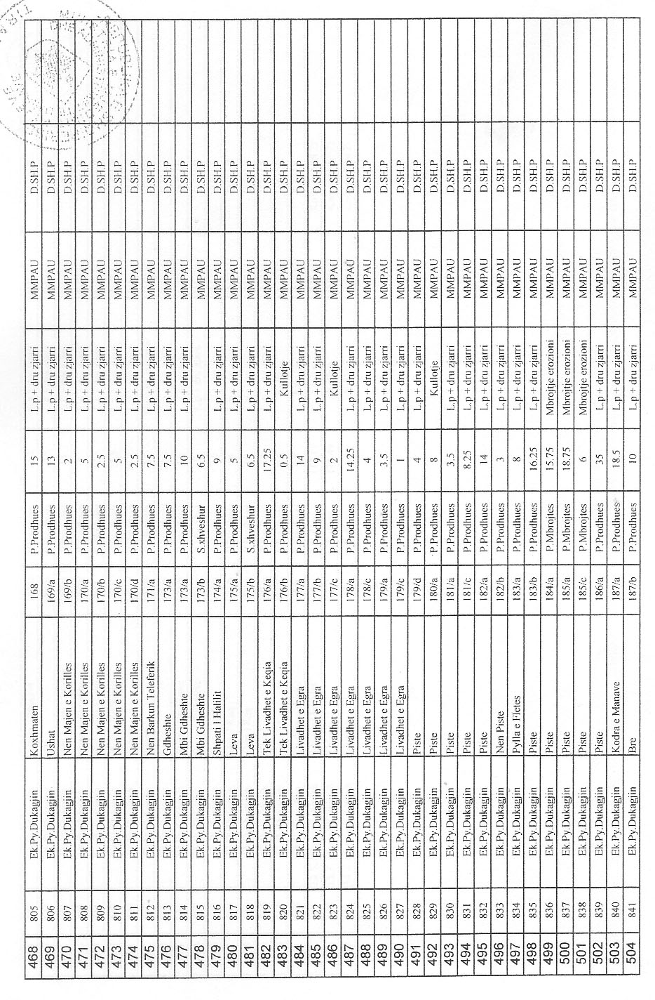 468 805 Ek.Py.Dukagjin Koxhmalen 168 P.Prodhues 15 L.p + dru zjarri MMPAU D.SH.P
469 806 Ek.Py.Dukagjin Ushat 169/a P.Prodhues 13 L.p + dru zjarri MMPAU D.SH.P
470 807 Ek.Py.Dukagjin Nen Majen e Korilles 169/b P.Prodhues 2 L.p + dru zjarri MMPAU D.SH.P
471 808 Ek.Py.Dukagjin Nen Majen e Korilles 170/a P.Prodhues 5 L.p + dru zjarri MMPAU D.SH.P
472 809 Ek.Py.Dukagjin Nen Majen e Korilles 170/b P.Prodhues 2.5 L.p + dru zjarri MMPAU D.SH.P
473 810 Ek.Py.Dukagjin Nen Majen e Korilles 170/c P.Prodhues 5 L.p + dru zjarri MMPAU D.SH.P
474 811 Ek.Py.Dukagjin Nen Majen e Korilles 170/d P.Prodhues 2.5 L.p + dru zjarri MMPAU D.SH.P
475 812 Ek.Py.Dukagjin Nen Barkun Teleferik 171/a P.Prodhues 7.5 L.p + dru zjarri MMPAU D.SH.P
476 813 Ek.Py.Dukagjin Gdheshte 173/a P.Prodhues 7.5 L.p + dru zjarri MMPAU D.SH.P
477 814 Ek.Py.Dukagjin Mbi Gdheshte 173/a P.Prodhues 10 L.p + dru zjarri MMPAU D.SH.P
478 815 Ek.Py.Dukagjin Mbi Gdheshte 173/b S.xhveshur 6.5 MMPAU D.SH.P
479 816 Ek.Py.Dukagjin Shpati I Halilit 174/a P.Prodhues 9 L.p + dru zjarri MMPAU D.SH.P
480 817 Ek.Py.Dukagjin Leva 175/a P.Prodhues 5 L.p + dru zjarri MMPAU D.SH.P
481 818 Ek.Py.Dukagjin Leva 175/b S.xhveshur 6.5 L.p + dru zjarri MMPAU D.SH.P
482 819 Ek.Py.Dukagjin Tek Livadhet e Keqia 176/a P.Prodhues 17.25 L.p + dru zjarri MMPAU D.SH.P
483 820 Ek.Py.Dukagjin Tek Livadhet e Keqia 176/b P.Prodhues 0.5 Kullotje MMPAU D.SH.P
484 821 Ek.Py.Dukagjin Livadhet e Egra 177/a P.Prodhues 14 L.p + dru zjarri MMPAU D.SH.P
485 822 Ek.Py.Dukagjin Livadhet e Egra 177/b P.Prodhues 9 L.p + dru zjarri MMPAU D.SH.P
486 823 Ek.Py.Dukagjin Livadhet e Egra 177/c P.Prodhues 2 Kullotje MMPAU D.SH.P
487 824 Ek.Py.Dukagjin Livadhet e Egra 178/a P.Prodhues 14.25 L.p + dru zjarri MMPAU D.SH.P
488 825 Ek.Py.Dukagjin Livadhet e Egra 178/c P.Prodhues 4 L.p + dru zjarri MMPAU D.SH.P
489 826 Ek.Py.Dukagjin Livadhet e Egra 179/a P.Prodhues 3.5 L.p + dru zjarri MMPAU D.SH.P
490 827 Ek.Py.Dukagjin Livadhet e Egra 179/c P.Prodhues 1 L.p + dru zjarri MMPAU D.SH.P
491 828 Ek.Py.Dukagjin Piste 179/d P.Prodhues 4 L.p + dru zjarri MMPAU D.SH.P
492 829 Ek.Py.Dukagjin Piste 180/a P.Prodhues 8 Kullotje MMPAU D.SH.P
493 830 Ek.Py.Dukagjin Piste 181/a P.Prodhues 3.5 L.p + dru zjarri MMPAU D.SH.P
494 831 Ek.Py.Dukagjin Piste 181/c P.Prodhues 8.25 L.p + dru zjarri MMPAU D.SH.P
495 832 Ek.Py.Dukagjin Piste 182/a P.Prodhues 14 L.p + dru zjarri MMPAU D.SH.P
496 833 Ek.Py.Dukagjin Nen Piste 182/b P.Prodhues 3 L.p + dru zjarri MMPAU D.SH.P
497 834 Ek.Py.Dukagjin Pylla e Fletes 183/a P.Prodhues 8 L.p + dru zjarri MMPAU D.SH.P
498 835 Ek.Py.Dukagjin Piste 183/b P.Prodhues 16.25 L.p + dru zjarri MMPAU D.SH.P
499 836 Ek.Py.Dukagjin Piste 184/a P.Mbrojtes 15.75 Mbrojtje erozioni MMPAU D.SH.P
500 837 Ek.Py.Dukagjin Piste 185/a P.Mbrojtes 18.75 Mbrojtje erozioni MMPAU D.SH.P
501 838 Ek.Py.Dukagjin Piste 185/c P.Mbrojtes 6 Mbrojtje erozioni MMPAU D.SH.P
502 839 Ek.Py.Dukagjin Piste 186/a P.Prodhues 35 L.p + dru zjarri MMPAU D.SH.P
503 840 Ek.Py.Dukagjin Kodra e Manave 187/a P.Prodhues 18.5 L.p + dru zjarri MMPAU D.SH.P
504 841 Ek.Py.Dukagjin Bre 187/b P.Prodhues 10 L.p + dru zjarri MMPAU D.SH.P